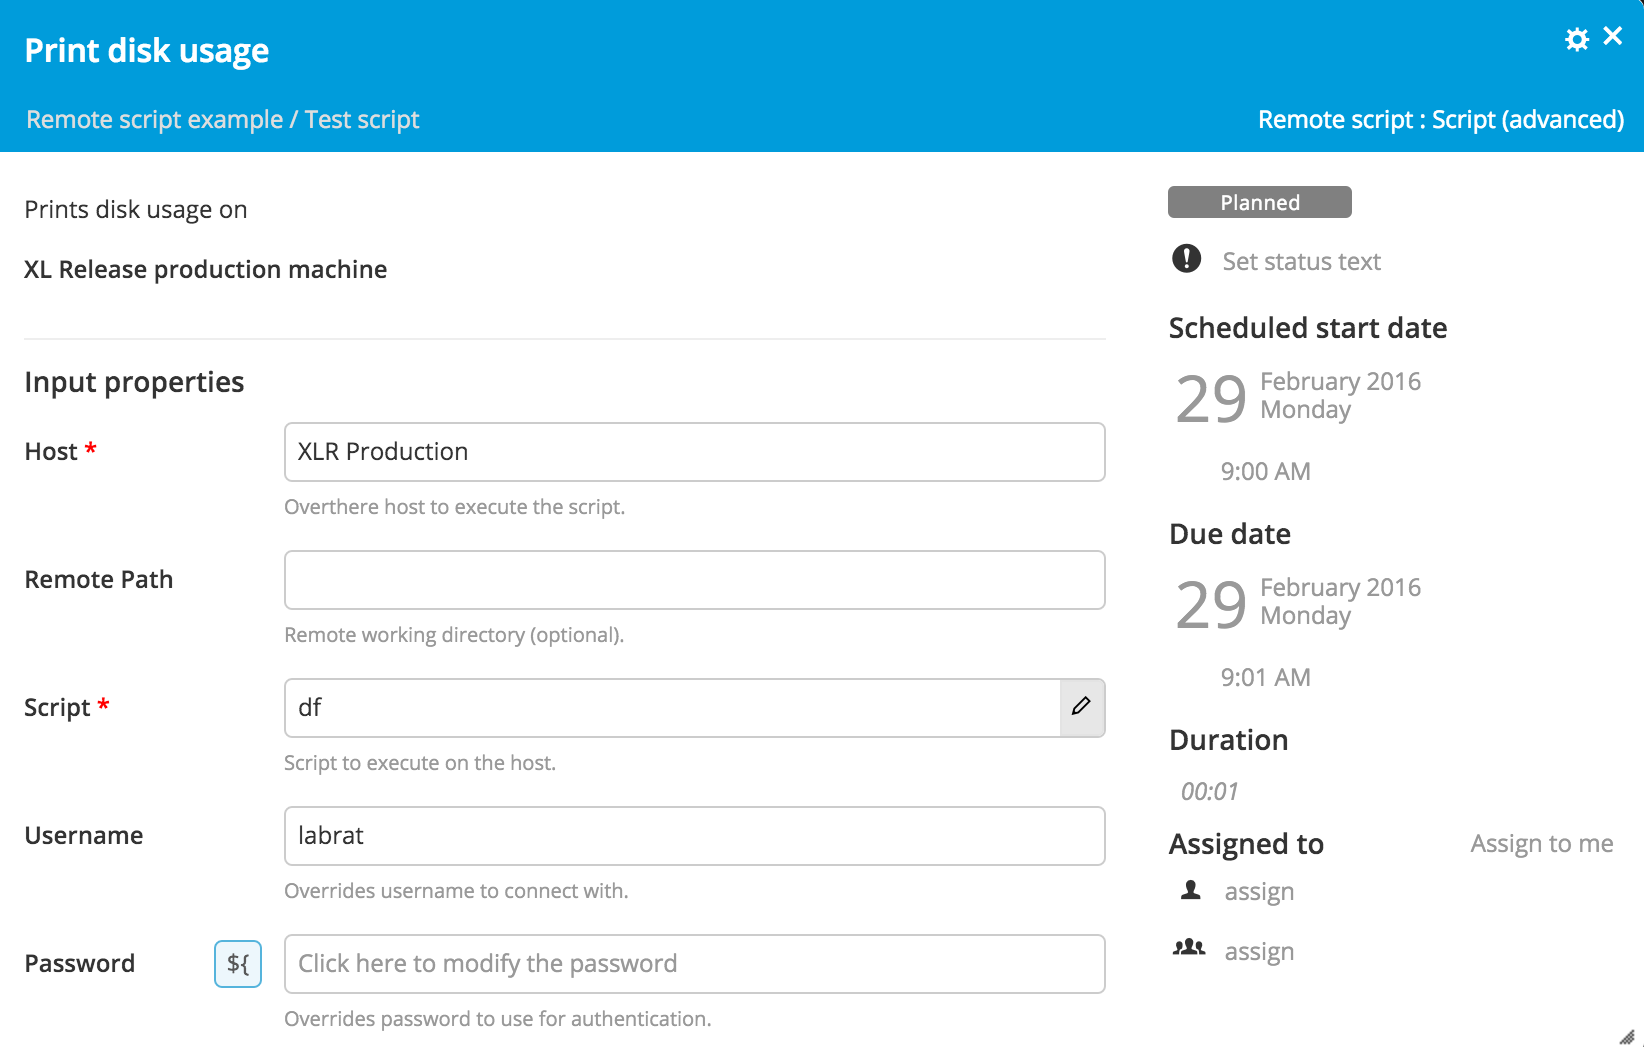 Print disk usage
Remote script example / Test script
Remote script : Script (advanced)
Prints disk usage on
XL Release production machine
Input properties
Host *
XLR Production
Overthere host to execute the script.
Remote Path
Remote working directory (optional).
Script *
df
Script to execute on the host.
Username
labrat
Overrides username to connect with.
Password
${
Click here to modify the password
Overrides password to use for authentication.
Planned
Set status text
Scheduled start date
29 February 2016
Monday
9:00 AM
Due date
29 February 2016
Monday
9:01 AM
Duration
00:01
Assigned to
Assign to me
assign
assign